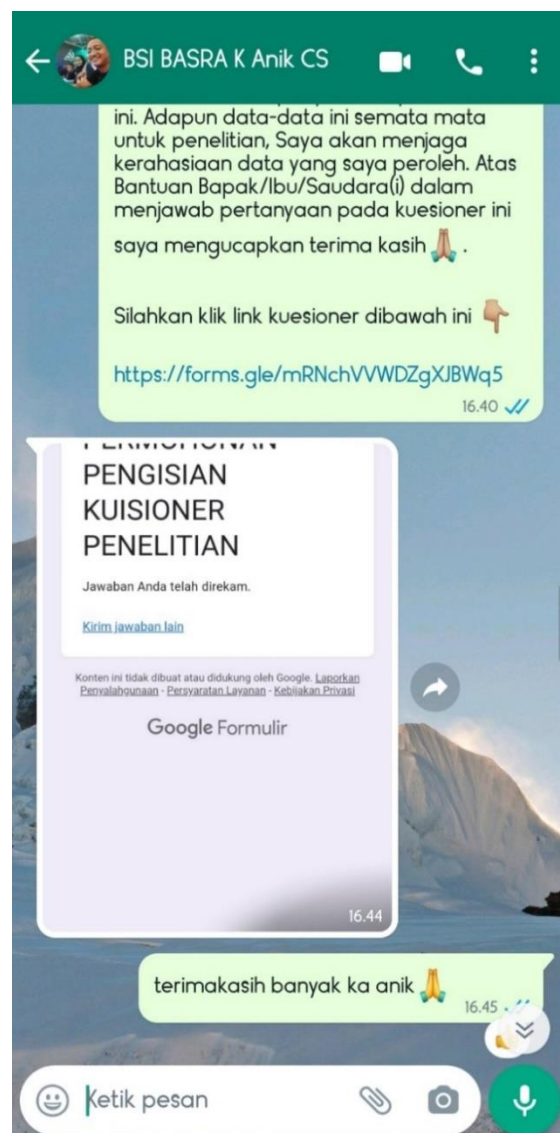 BSI BASRA K Anik CS
ini. Adapun data-data ini semata mata
untuk penelitian, Saya akan menjaga
kerahasiaan data yang saya peroleh. Atas
Bantuan Bapak/Ibu/Saudara(i) dalam
menjawab pertanyaan pada kuesioner ini
saya mengucapkan terima kasih 🙏🏽 .
Silahkan klik link kuesioner dibawah ini 👇🏽
https://forms.gle/mRNchVVWDZgXJBWq5
16.40
PERMOHONAN
PENGISIAN
KUISIONER
PENELITIAN
Jawaban Anda telah direkam.
Kirim jawaban lain
Konten ini tidak dibuat atau didukung oleh Google. Laporkan
Penyalahgunaan - Persyaratan Layanan - Kebijakan Privasi
Google Formulir
16.44
terimakasih banyak ka anik 🙏
16.45
Ketik pesan